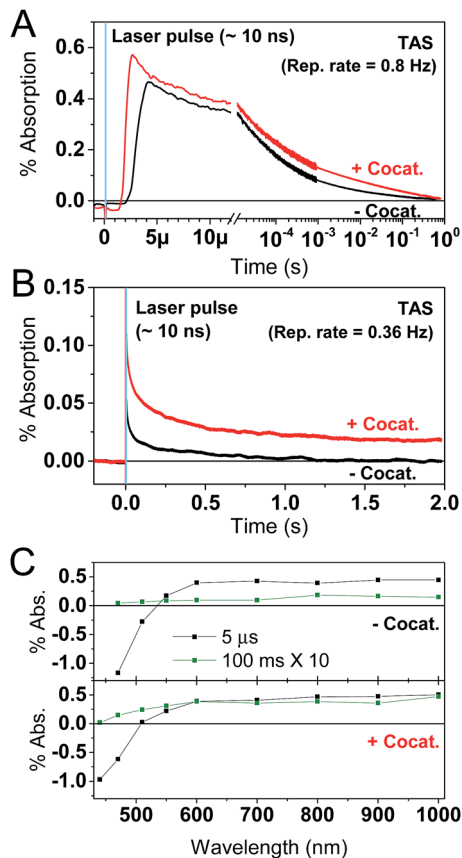 A
Laser pulse (~ 10 ns)
TAS
(Rep. rate = 0.8 Hz)
% Absorption
0.6
0.4
0.2
0.0
+ Cocat.
- Cocat.
0 5μ 10μ 10⁻⁴ 10⁻³ 10⁻² 10⁻¹ 10⁰
Time (s)
B
Laser pulse
(~ 10 ns)
TAS
(Rep. rate = 0.36 Hz)
% Absorption
0.15
0.10
0.05
0.00
+ Cocat.
- Cocat.
0.0 0.5 1.0 1.5 2.0
Time (s)
C
% Abs.
0.5
0.0
-0.5
-1.0
- Cocat.
5 μs
100 ms X 10
% Abs.
0.5
0.0
-0.5
-1.0
+ Cocat.
500 600 700 800 900 1000
Wavelength (nm)